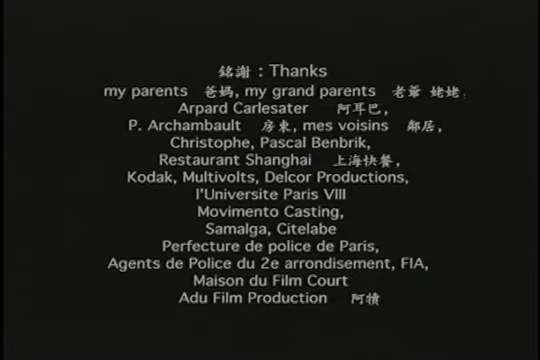 銘謝 : Thanks
my parents 爸媽, my grand parents 老爺 姥姥,
Arpard Carlesater 阿耳巴,
P. Archambault 房東, mes voisins 鄰居,
Christophe, Pascal Benbrik,
Restaurant Shanghai 上海快餐,
Kodak, Multivolts, Delcor Productions,
l'Universite Paris VIII
Movimento Casting,
Samalga, Citelabe
Perfecture de police de Paris,
Agents de Police du 2e arrondisement, FIA,
Maison du Film Court
Adu Film Production 阿犢